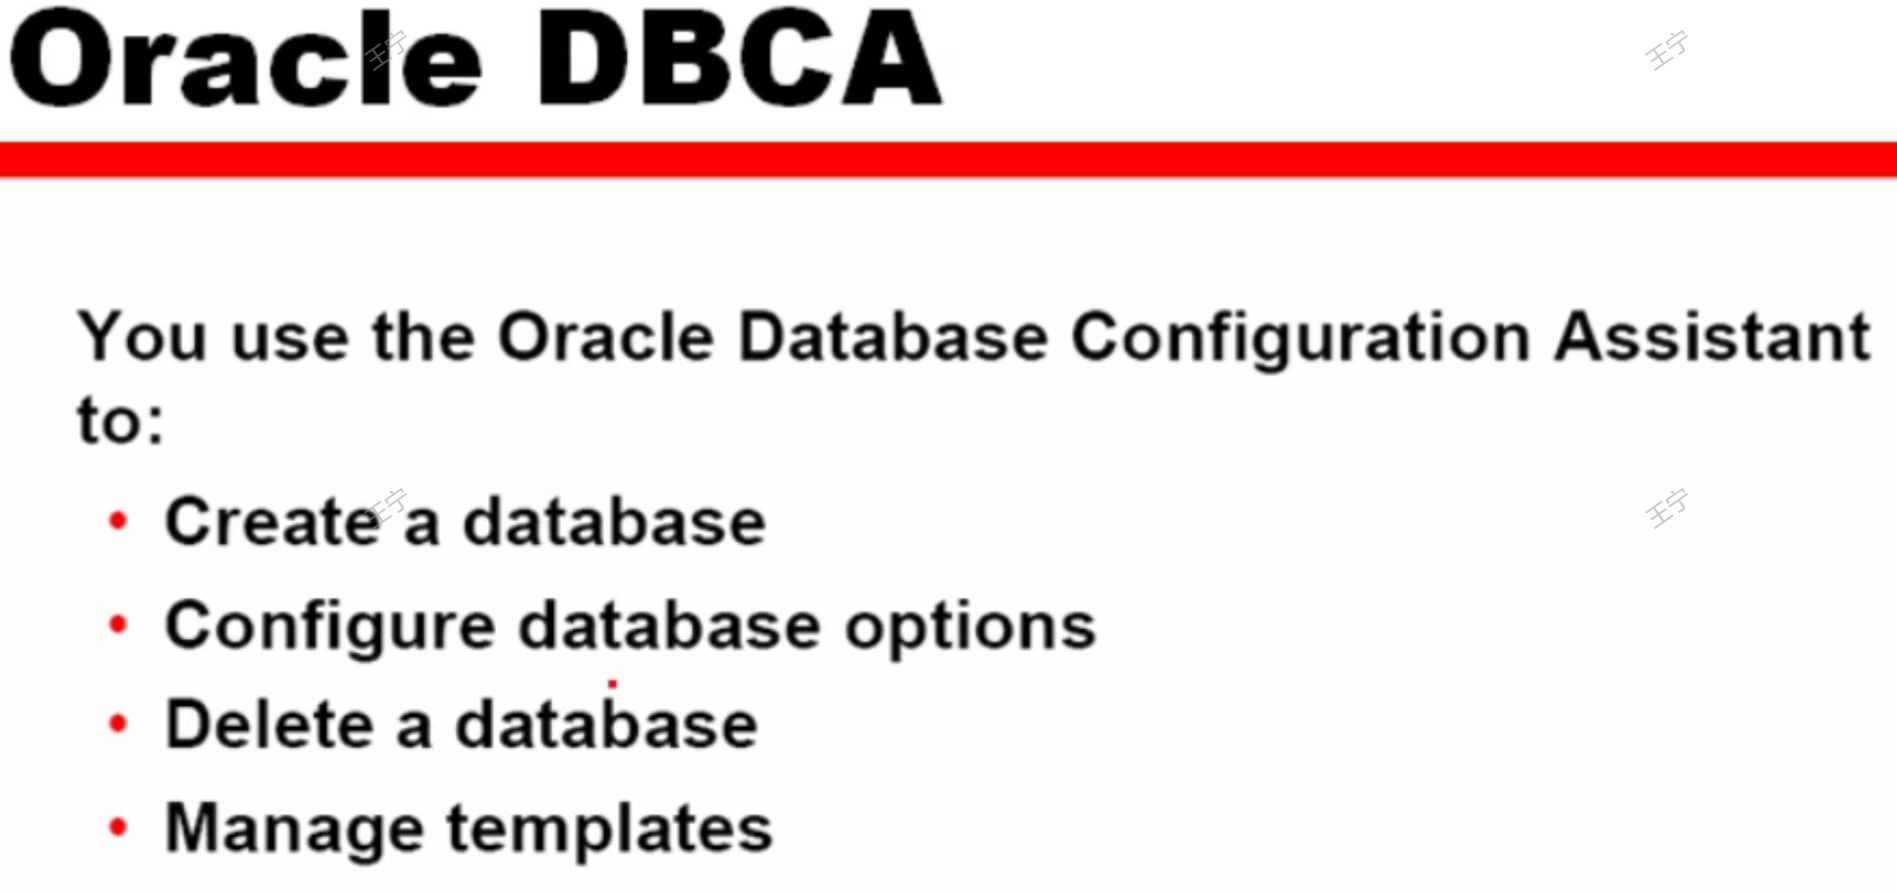 Oracle DBCA
王宁
王宁
You use the Oracle Database Configuration Assistant
to:
• Create a database
王宁
王宁
• Configure database options
• Delete a database
• Manage templates